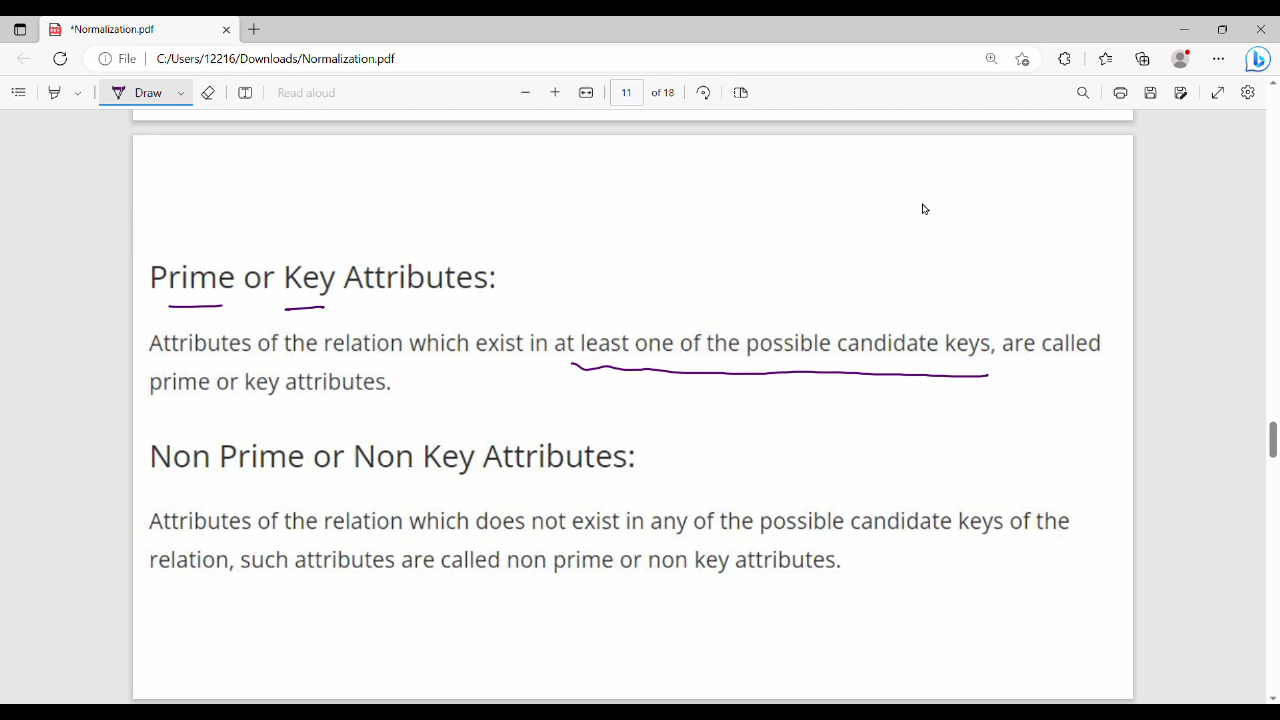 *Normalization.pdf
File
C:/Users/12216/Downloads/Normalization.pdf
Draw
Read aloud
11 of 18
Prime or Key Attributes:
Attributes of the relation which exist in at least one of the possible candidate keys, are called
prime or key attributes.
Non Prime or Non Key Attributes:
Attributes of the relation which does not exist in any of the possible candidate keys of the
relation, such attributes are called non prime or non key attributes.